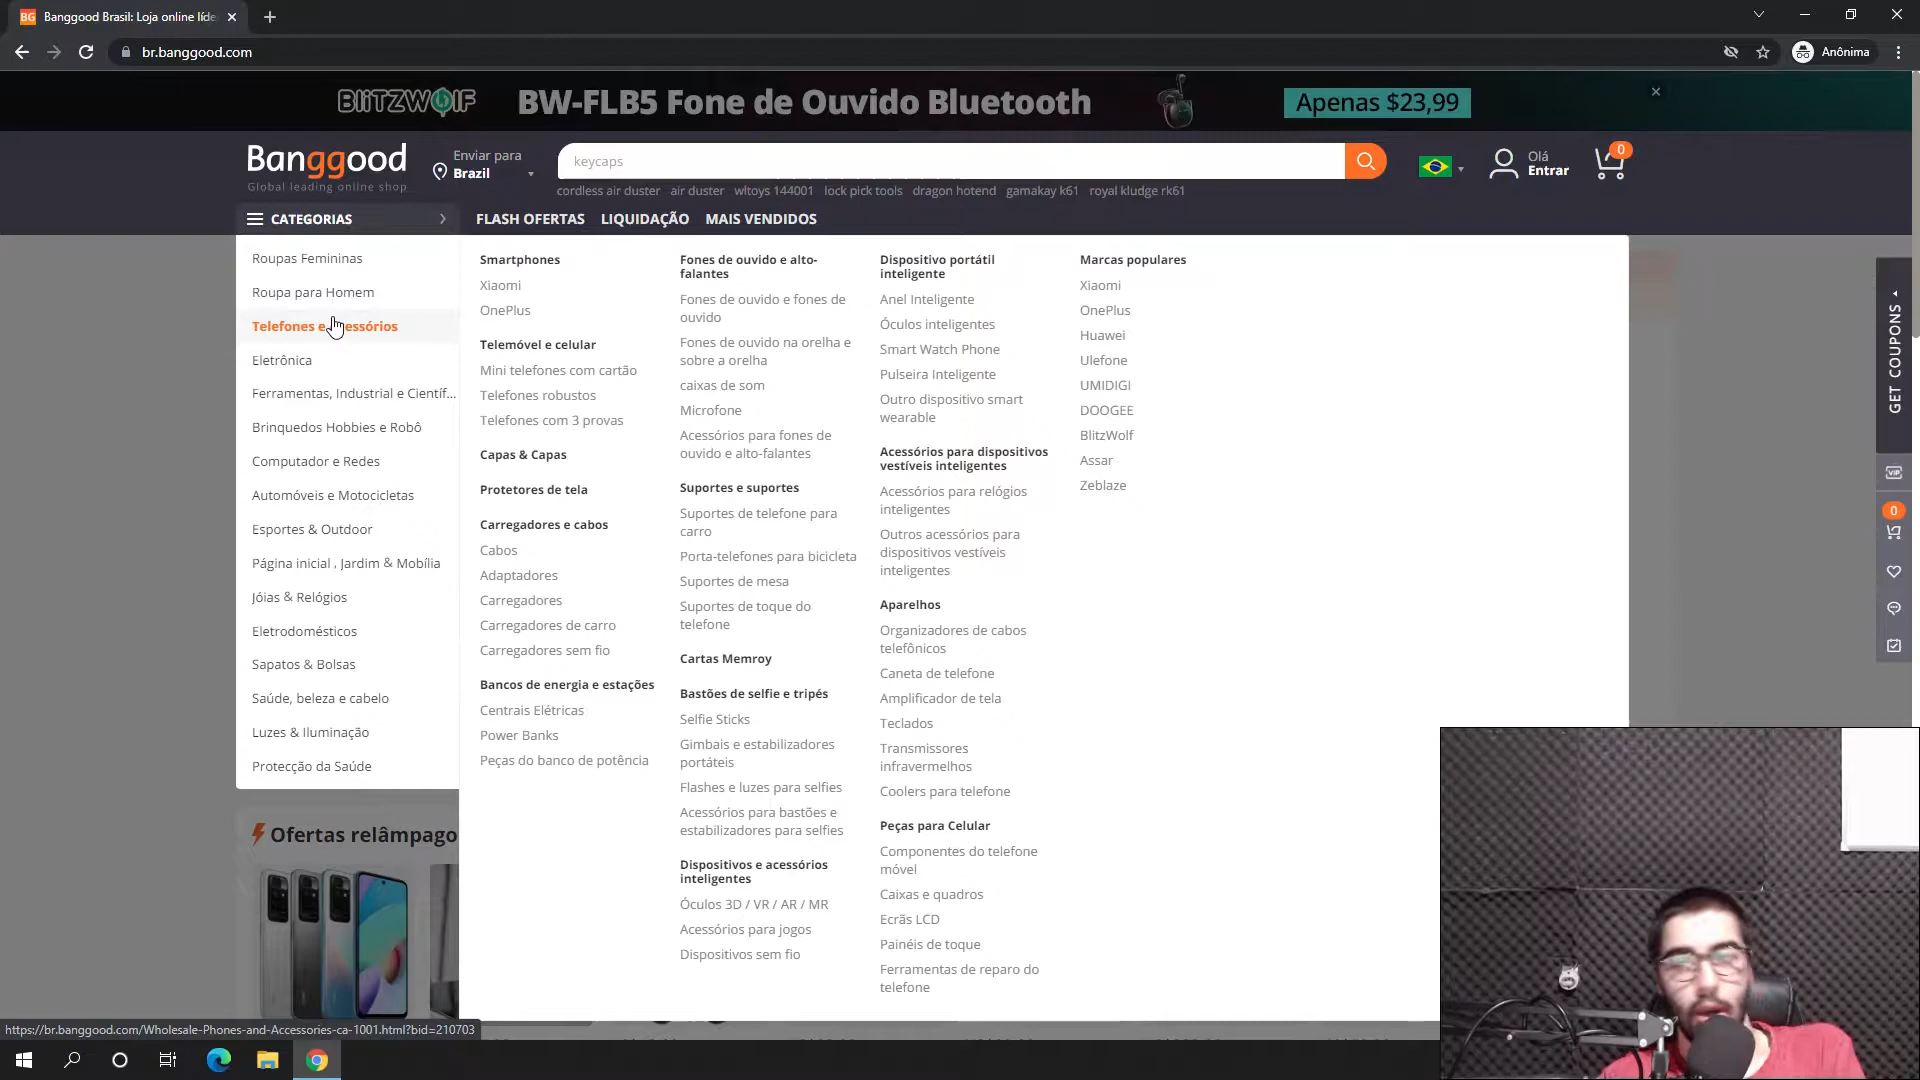 BG Banggood Brasil: Loja online líde
br.banggood.com
Anônima
BLITZWOLF
BW-FLB5 Fone de Ouvido Bluetooth
Apenas $23,99
Banggood
Global leading online shop
Enviar para
Brazil
keycaps
Olá
Entrar
0
cordless air duster air duster wltoys 144001 lock pick tools dragon hotend gamakay k61 royal kludge rk61
CATEGORIAS
FLASH OFERTAS LIQUIDAÇÃO MAIS VENDIDOS
Roupas Femininas
Roupa para Homem
Telefones e acessórios
Eletrônica
Ferramentas, Industrial e Científ...
Brinquedos Hobbies e Robô
Computador e Redes
Automóveis e Motocicletas
Esportes & Outdoor
Página inicial , Jardim & Mobília
Jóias & Relógios
Eletrodomésticos
Sapatos & Bolsas
Saúde, beleza e cabelo
Luzes & Iluminação
Protecção da Saúde
Smartphones
Xiaomi
OnePlus
Telemóvel e celular
Mini telefones com cartão
Telefones robustos
Telefones com 3 provas
Capas & Capas
Protetores de tela
Carregadores e cabos
Cabos
Adaptadores
Carregadores
Carregadores de carro
Carregadores sem fio
Bancos de energia e estações
Centrais Elétricas
Power Banks
Peças do banco de potência
Fones de ouvido e alto-
falantes
Fones de ouvido e fones de
ouvido
Fones de ouvido na orelha e
sobre a orelha
caixas de som
Microfone
Acessórios para fones de
ouvido e alto-falantes
Suportes e suportes
Suportes de telefone para
carro
Porta-telefones para bicicleta
Suportes de mesa
Suportes de toque do
telefone
Cartas Memroy
Bastões de selfie e tripés
Selfie Sticks
Gimbais e estabilizadores
portáteis
Flashes e luzes para selfies
Acessórios para bastões e
estabilizadores para selfies
Dispositivos e acessórios
inteligentes
Óculos 3D / VR / AR / MR
Acessórios para jogos
Dispositivos sem fio
Dispositivo portátil
inteligente
Anel Inteligente
Óculos inteligentes
Smart Watch Phone
Pulseira Inteligente
Outro dispositivo smart
wearable
Acessórios para dispositivos
vestíveis inteligentes
Acessórios para relógios
inteligentes
Outros acessórios para
dispositivos vestíveis
inteligentes
Aparelhos
Organizadores de cabos
telefônicos
Caneta de telefone
Amplificador de tela
Teclados
Transmissores
infravermelhos
Coolers para telefone
Peças para Celular
Componentes do telefone
móvel
Caixas e quadros
Ecrãs LCD
Painéis de toque
Ferramentas de reparo do
telefone
Marcas populares
Xiaomi
OnePlus
Huawei
Ulefone
UMIDIGI
DOOGEE
BlitzWolf
Assar
Zeblaze
GET COUPONS
VIP
0
Ofertas relâmpago
https://br.banggood.com/Wholesale-Phones-and-Accessories-ca-1001.html?bid=210703